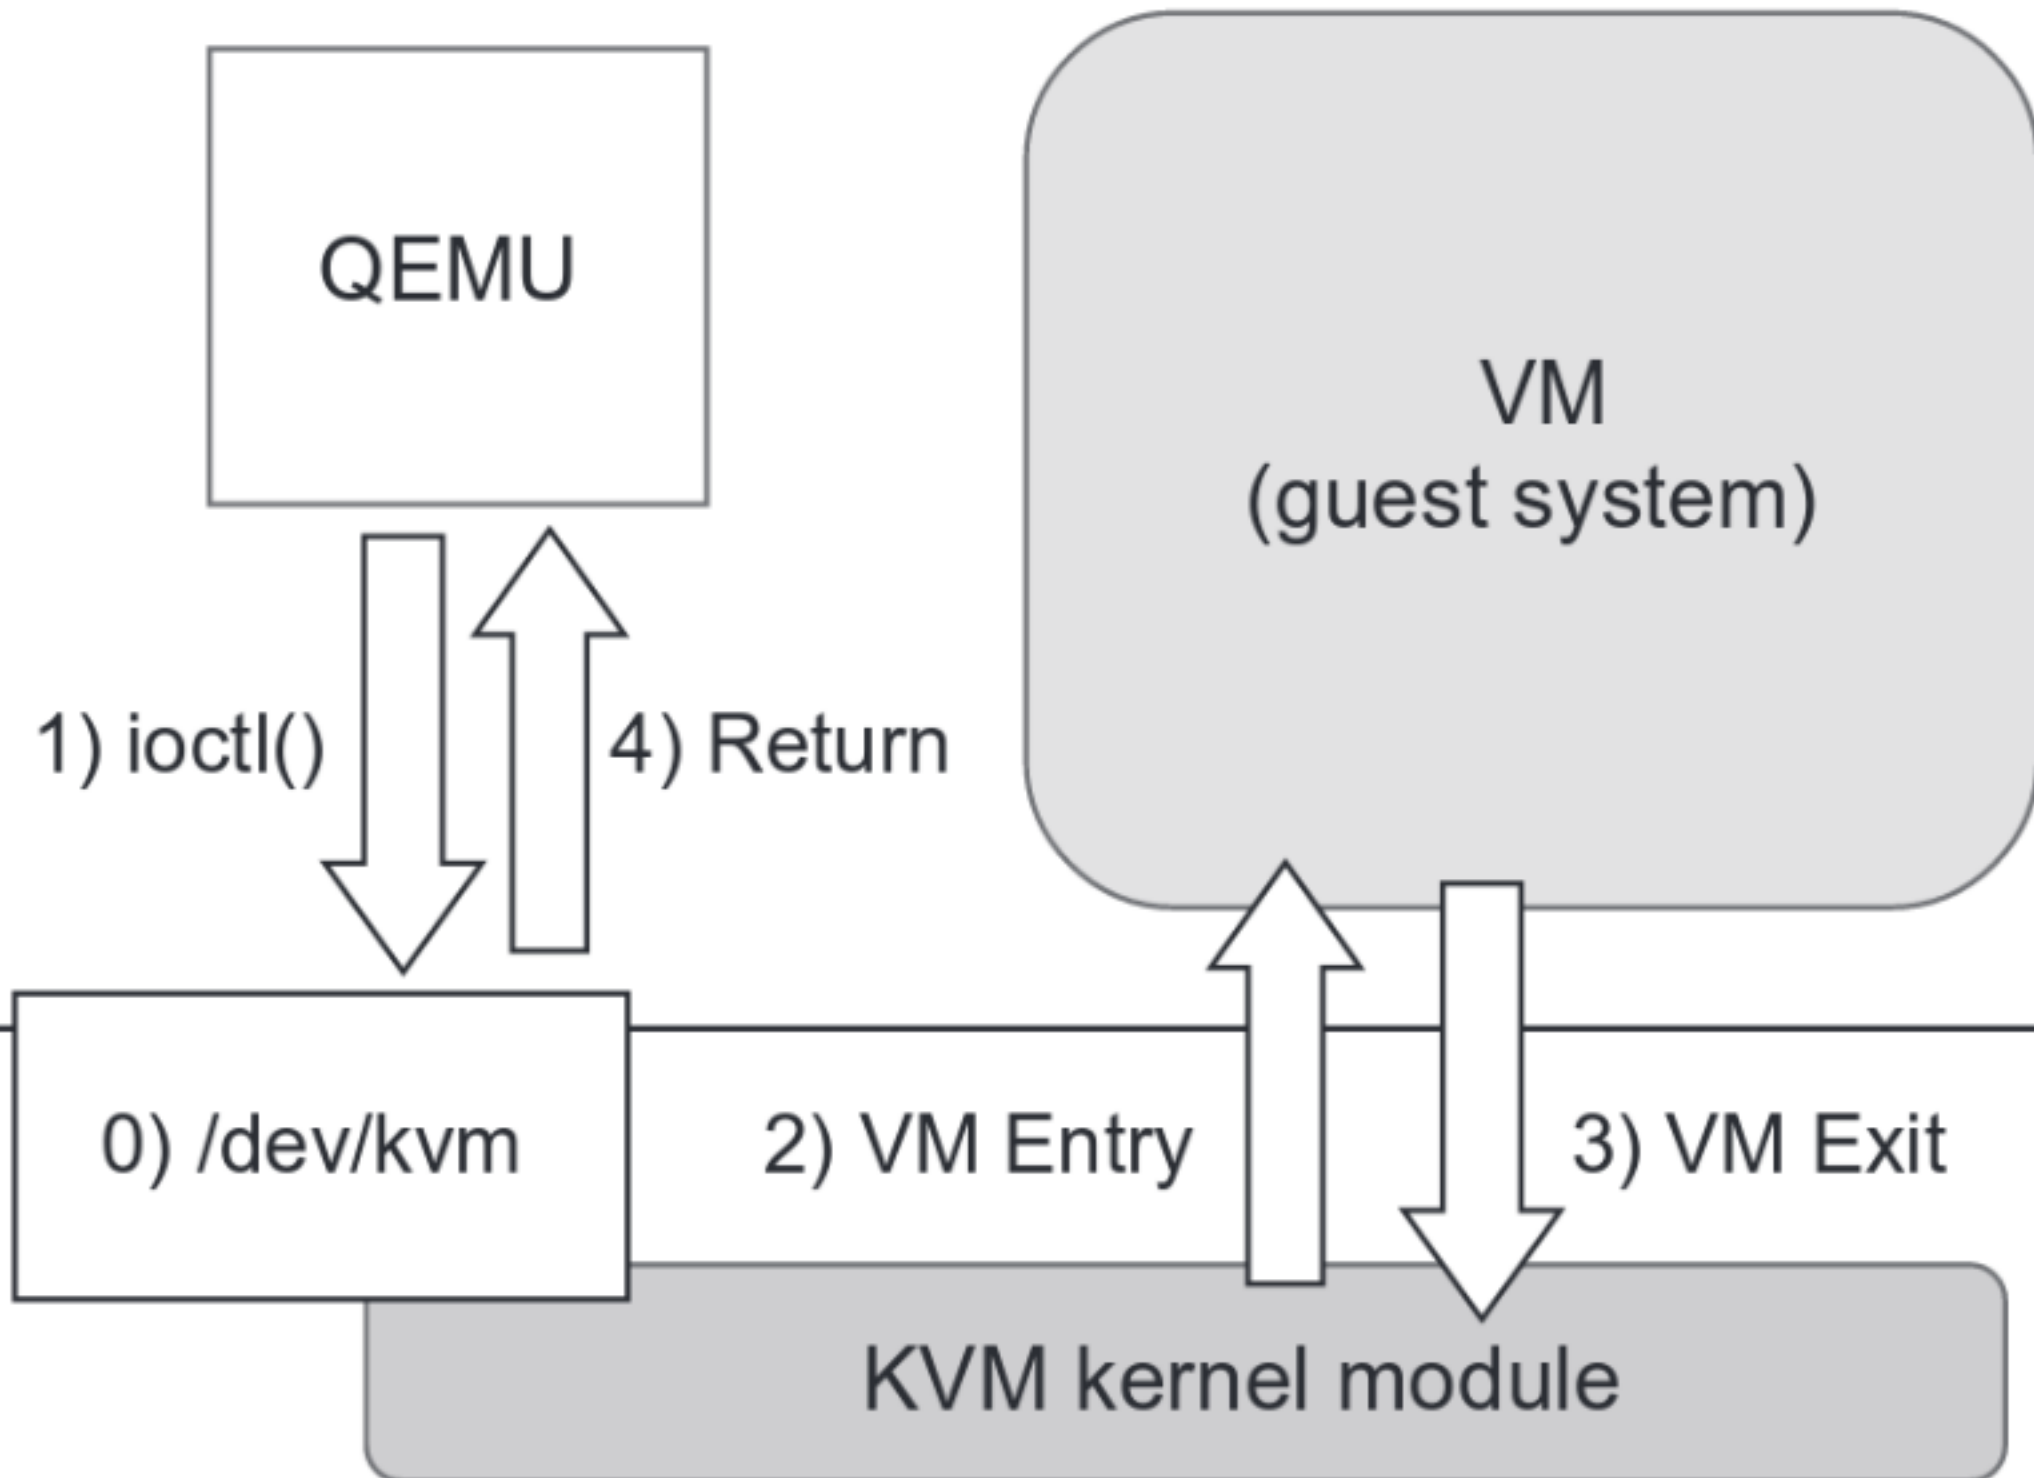 QEMU
VM
(guest system)
1) ioctl()
4) Return
0) /dev/kvm
2) VM Entry
3) VM Exit
KVM kernel module